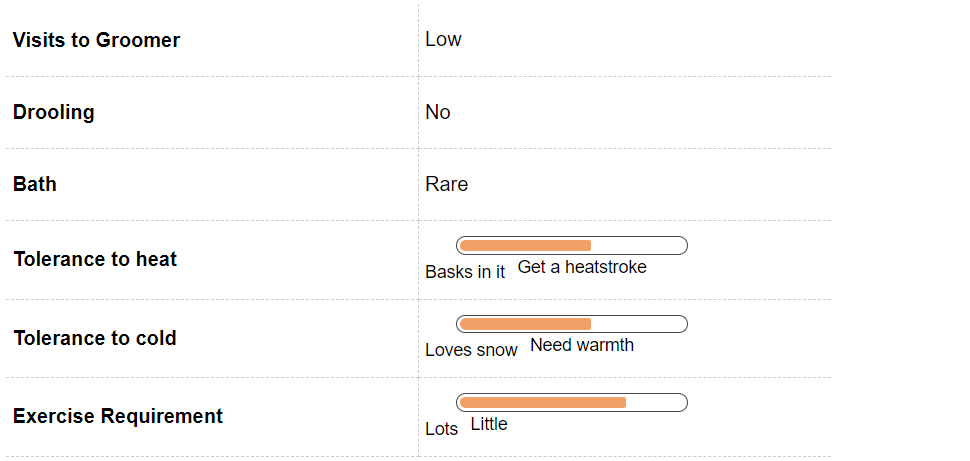 Visits to Groomer Low
Drooling No
Bath Rare
Tolerance to heat
Basks in it Get a heatstroke
Tolerance to cold
Loves snow Need warmth
Exercise Requirement
Lots Little